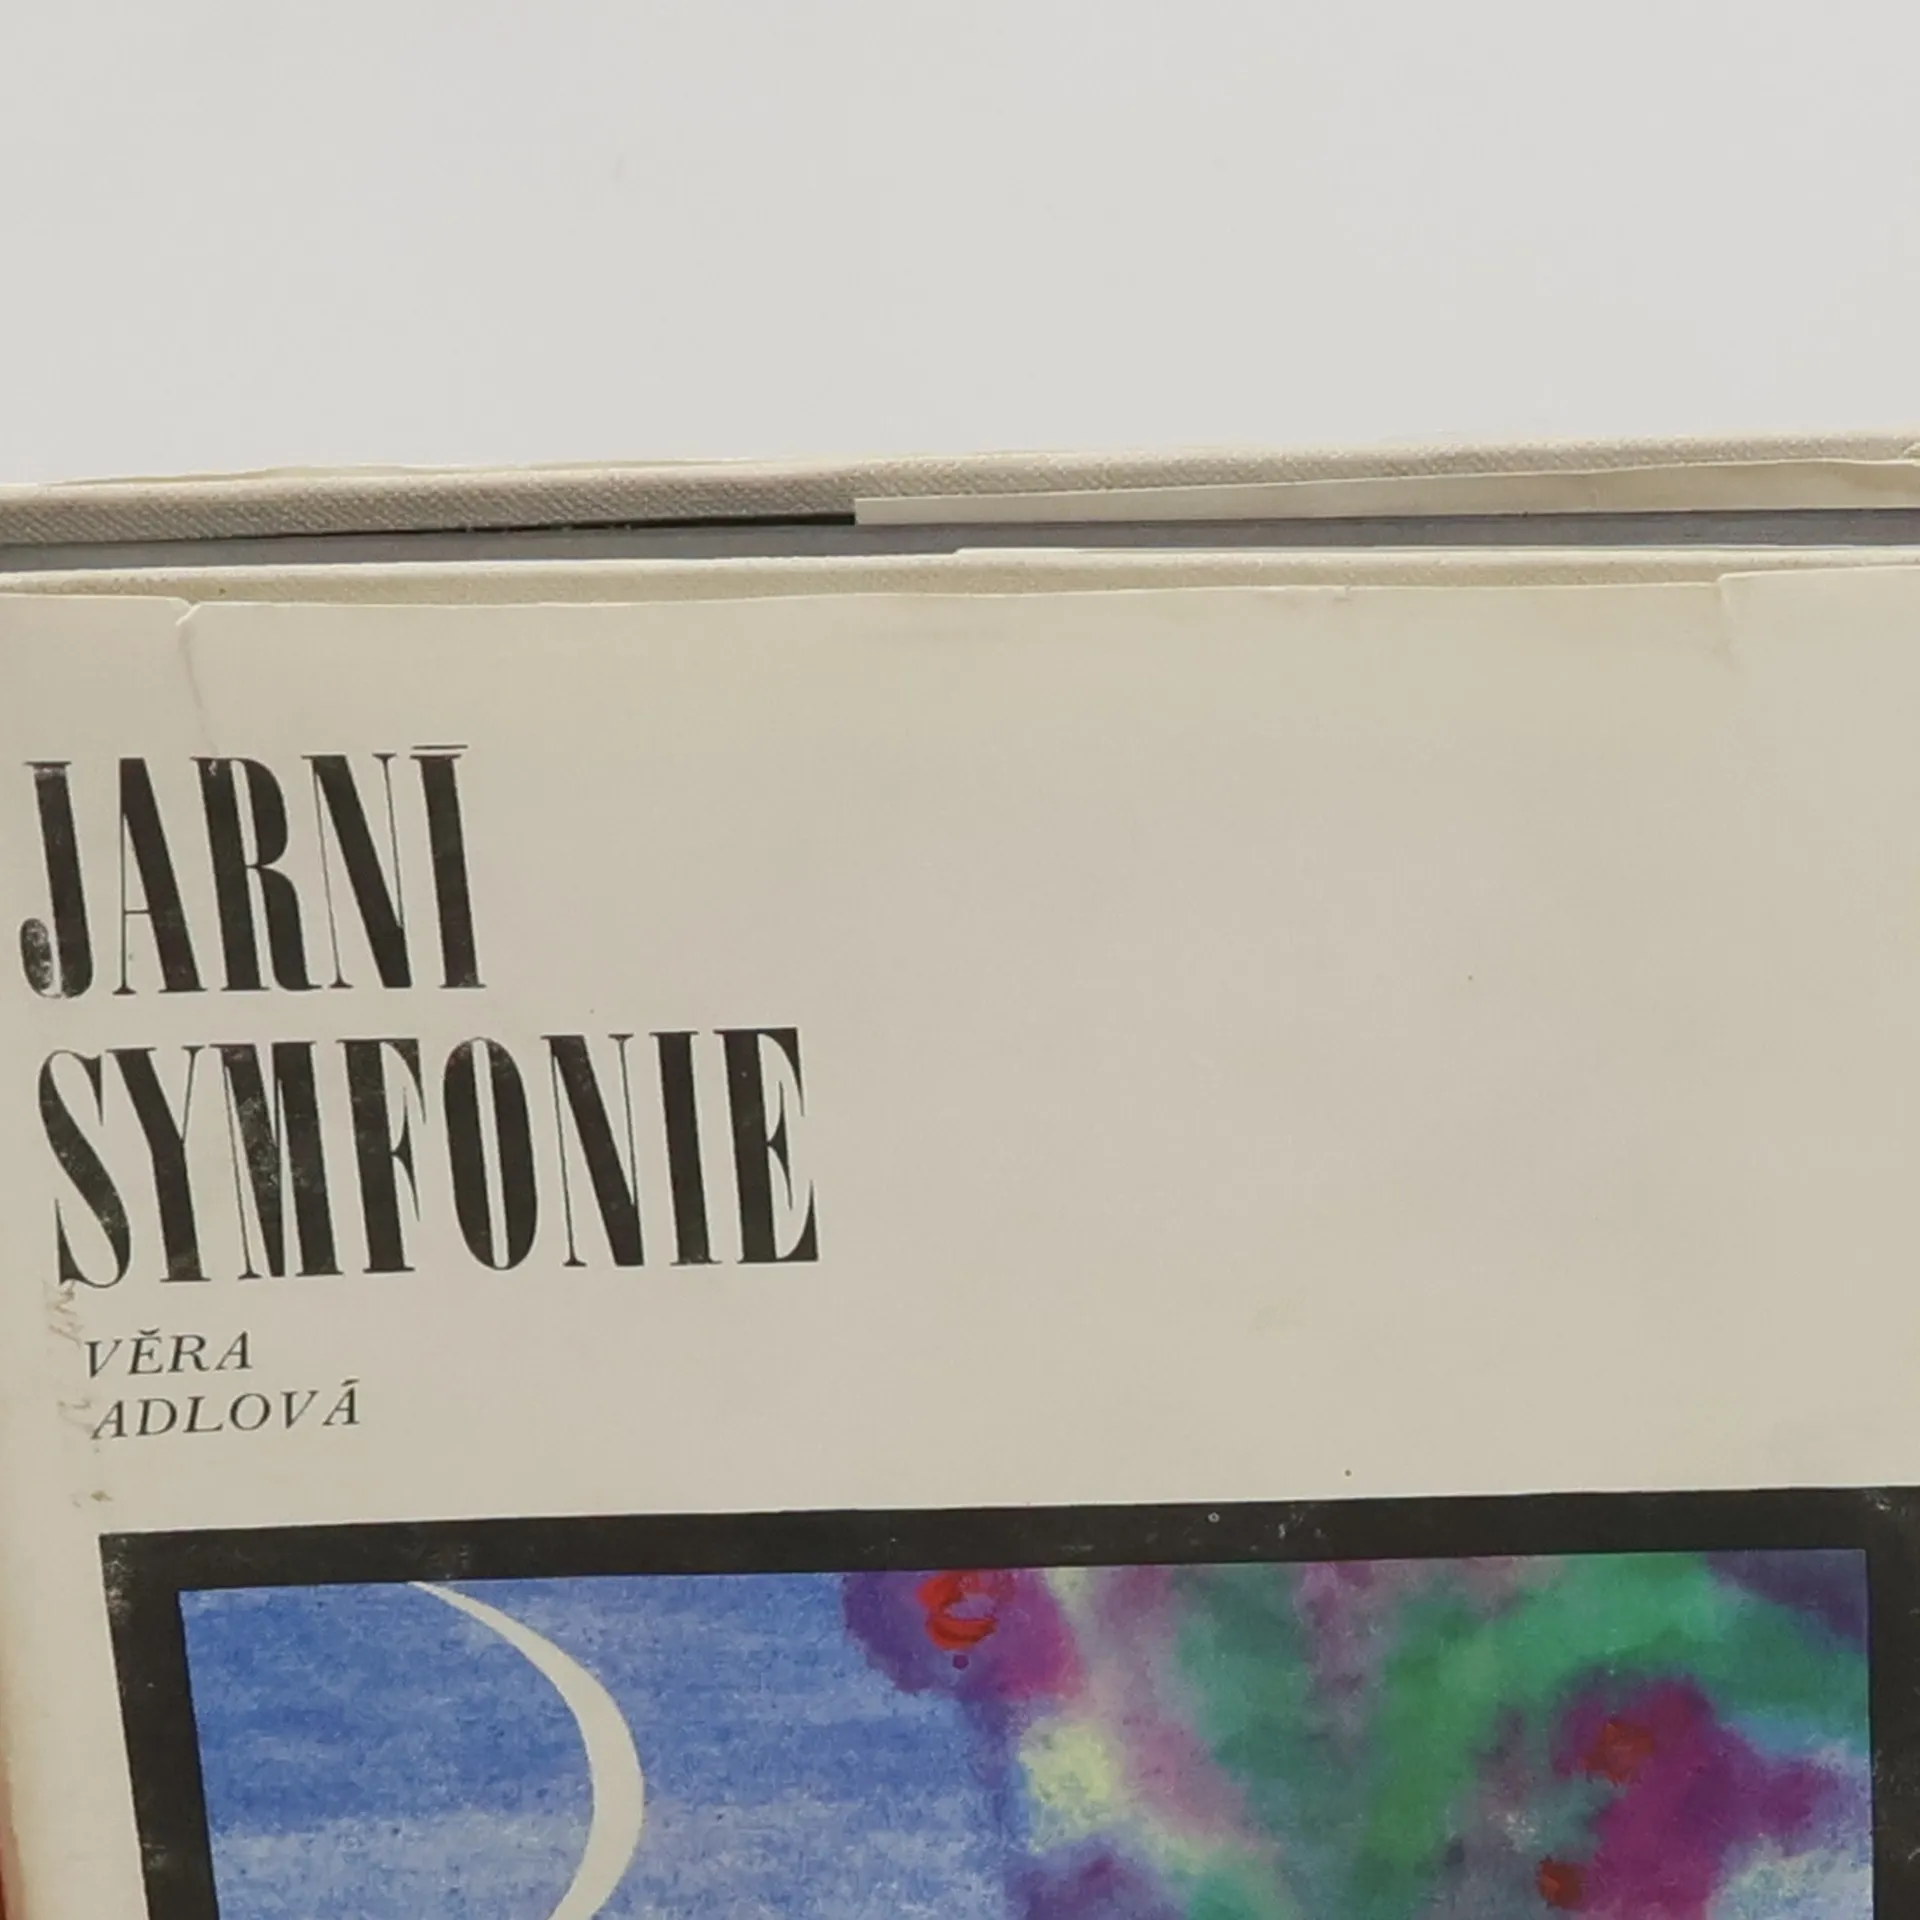 JARNÍ
SYMFONIE
VĚRA
ADLOVÁ